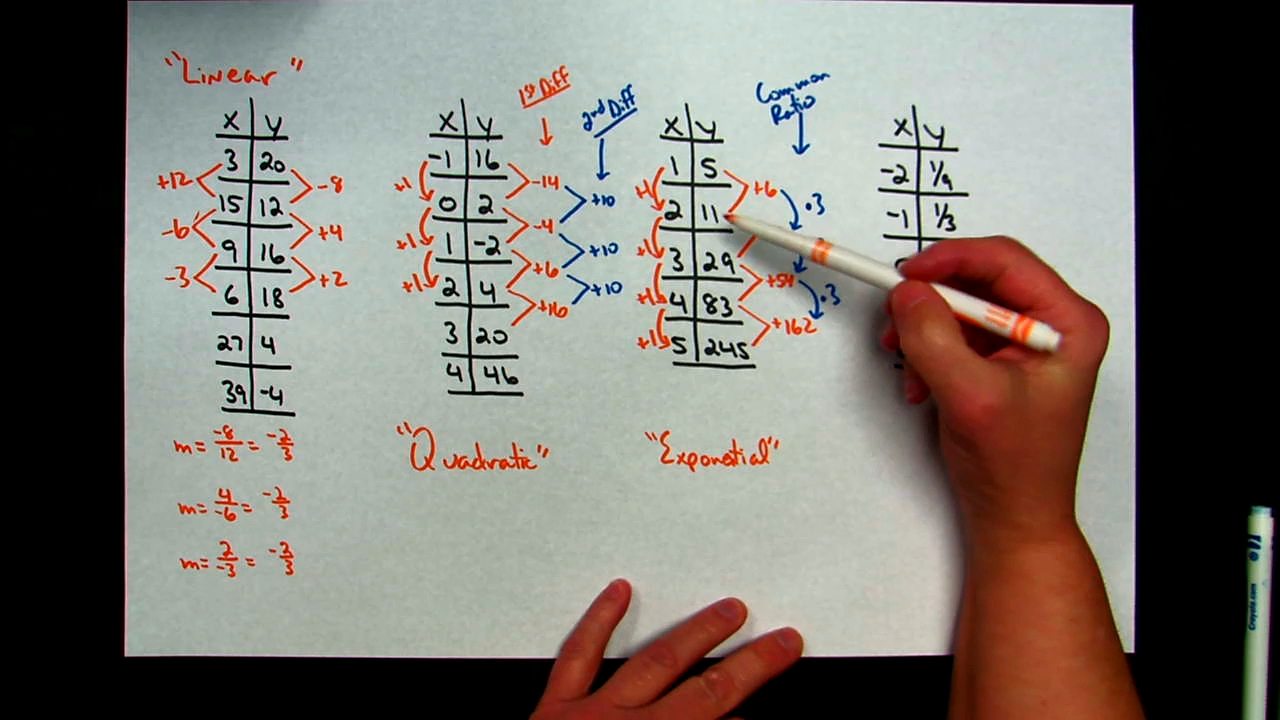 "Linear"
x y
3 20
15 12
9 16
6 18
27 4
39 -4
+12
-6
-3
-8
+4
+2
m = -8/12 = -2/3
m = 4/-6 = -2/3
m = 2/-3 = -2/3
1st Diff
2nd Diff
x y
-1 16
0 2
1 -2
2 4
3 20
4 46
+1
+1
+1
-14
-4
+6
+16
+10
+10
+10
"Quadratic"
Common
Ratio
x y
1 5
2 11
3 29
4 83
5 245
+1
+1
+1
+1
+6
+54
+162
·3
·3
"Exponential"
x y
-2 1/9
-1 1/3
Crayola.com